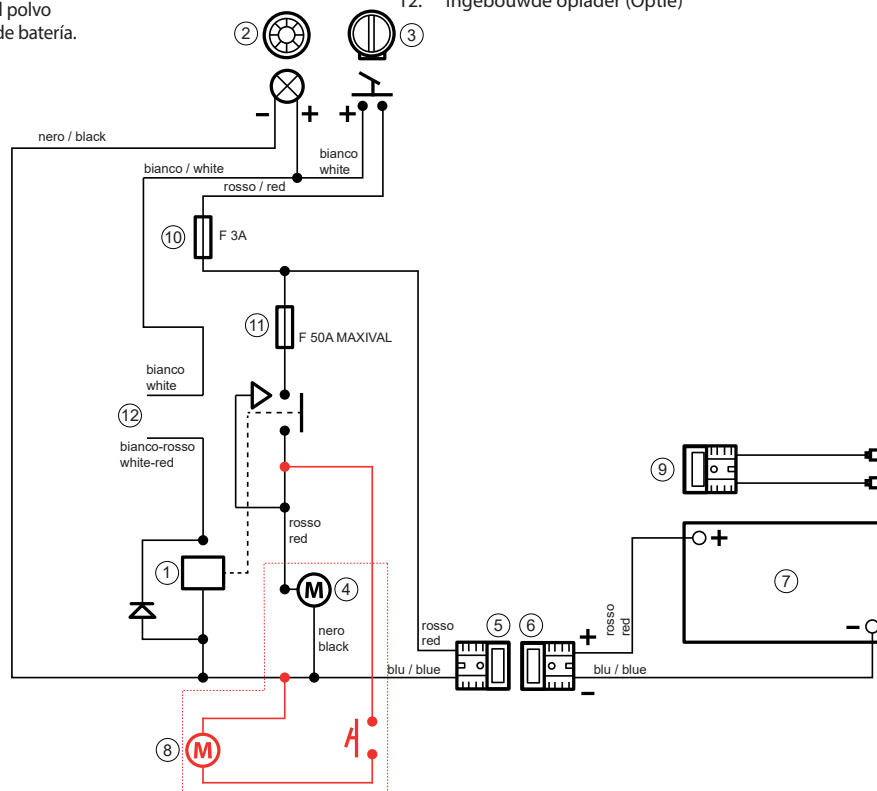 l polvo
de batería.
12. Ingebouwde oplader (Optie)
2
3
- +
+
nero / black
bianco / white
bianco
white
rosso / red
10
F 3A
11
F 50A MAXIVAL
bianco
white
12
bianco-rosso
white-red
9
rosso
red
1
M
4
+
7
nero
black
rosso
red
5
6
+
rosso
red
-
blu / blue
blu / blue
-
8
M